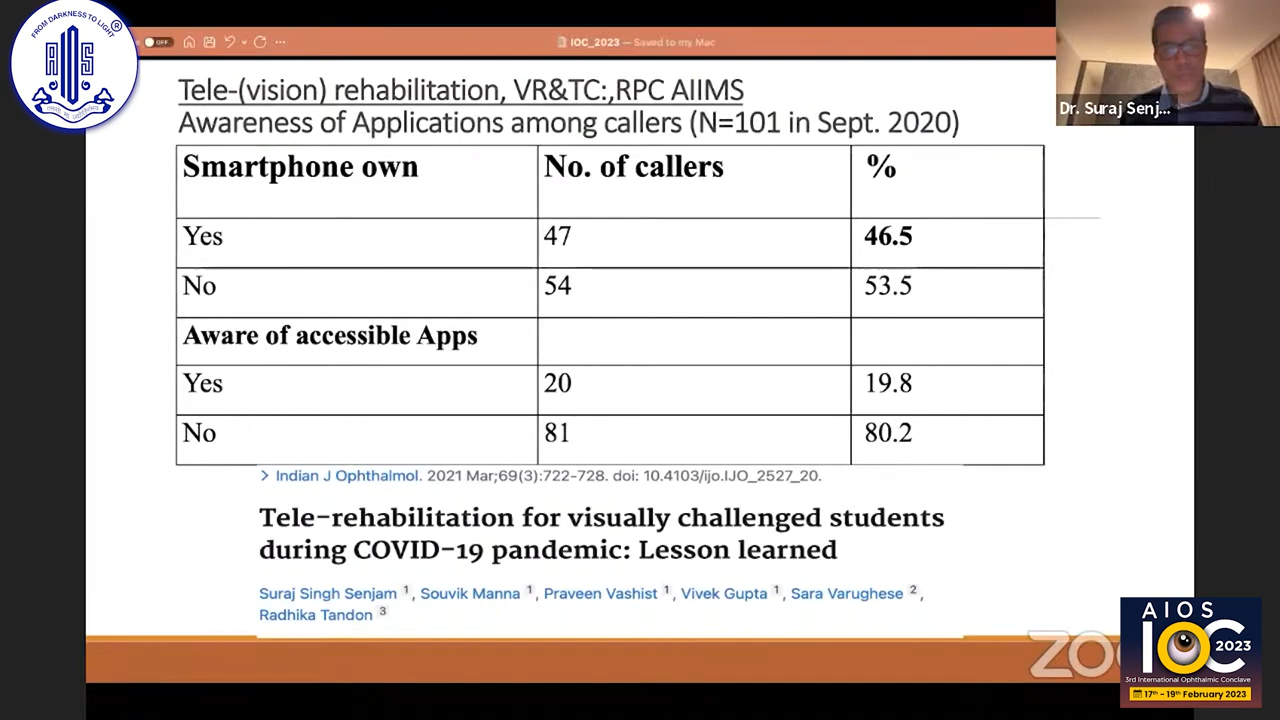 FROM DARKNESS TO LIGHT
®
AIOS
OFF
IOC_2023 — Saved to my Mac
Dr. Suraj Senj...
Tele-(vision) rehabilitation, VR&TC:,RPC AIIMS
Awareness of Applications among callers (N=101 in Sept. 2020)
Smartphone own No. of callers %
Yes 47 46.5
No 54 53.5
Aware of accessible Apps
Yes 20 19.8
No 81 80.2
> Indian J Ophthalmol. 2021 Mar;69(3):722-728. doi: 10.4103/ijo.IJO_2527_20.
Tele-rehabilitation for visually challenged students
during COVID-19 pandemic: Lesson learned
Suraj Singh Senjam 1, Souvik Manna 1, Praveen Vashist 1, Vivek Gupta 1, Sara Varughese 2,
Radhika Tandon 3
AIOS
IOC 2023
3rd International Ophthalmic Conclave
17th - 19th February 2023